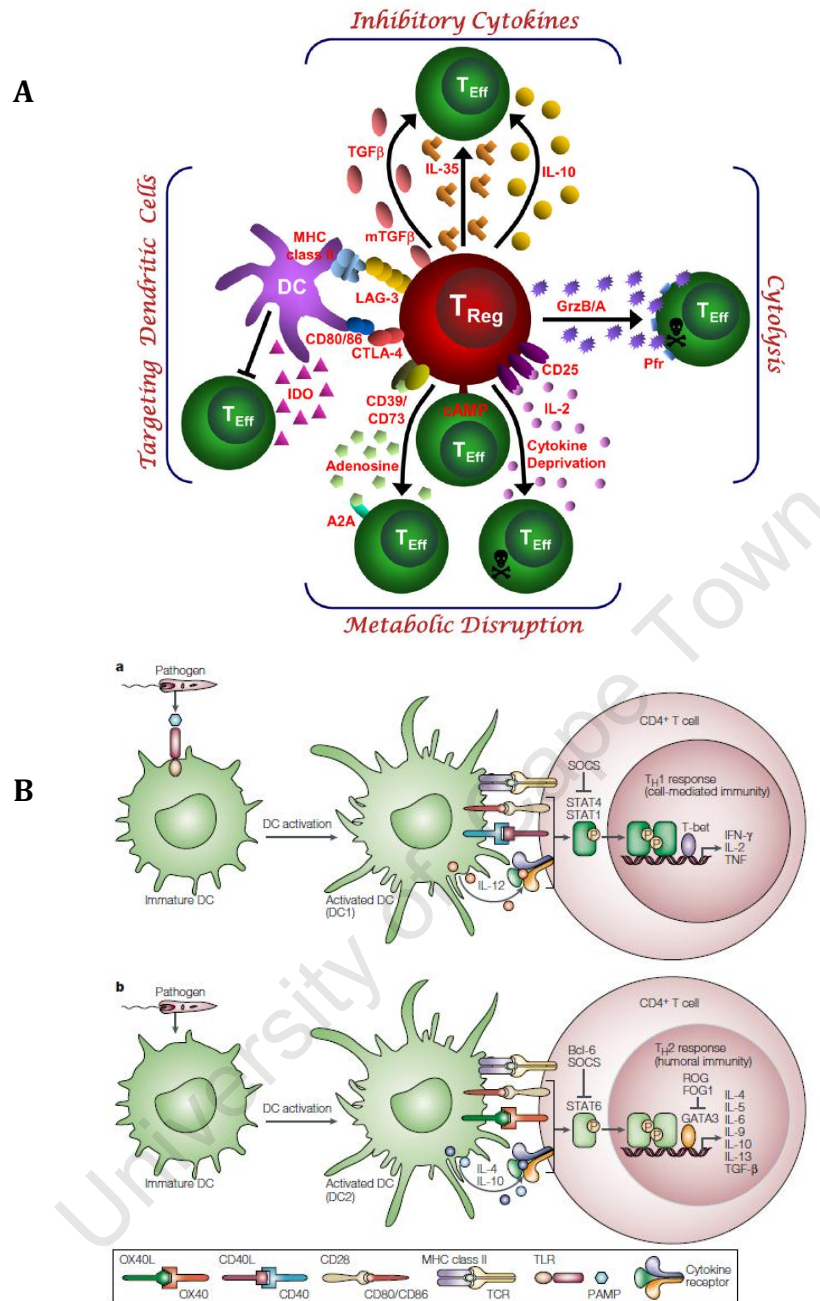 A
Inhibitory Cytokines
TEff
TGFβ
IL-35
IL-10
mTGFβ
Targeting Dendritic Cells
MHC
class II
DC
LAG-3
TReg
GrzB/A
TEff
Cytolysis
CD80/86
CTLA-4
Pfr
CD25
IDO
TEff
CD39/
CD73
cAMP
IL-2
TEff
Cytokine
Deprivation
Adenosine
A2A
TEff
TEff
Metabolic Disruption
B
a
Pathogen
CD4+ T cell
SOCS
TH1 response
(cell-mediated immunity)
STAT4
STAT1
DC activation
P
P
P
T-bet
IFN-γ
IL-2
TNF
IL-12
Immature DC
Activated DC
(DC1)
b
Pathogen
CD4+ T cell
Bcl-6
SOCS
TH2 response
(humoral immunity)
ROG
FOG1
DC activation
STAT6
GATA3
P
P
P
IL-4
IL-5
IL-6
IL-9
IL-10
IL-13
TGF-β
IL-4
IL-10
Immature DC
Activated DC
(DC2)
OX40L
OX40
CD40L
CD40
CD28
CD80/CD86
MHC class II
TCR
TLR
PAMP
Cytokine
receptor
University of Cape Town